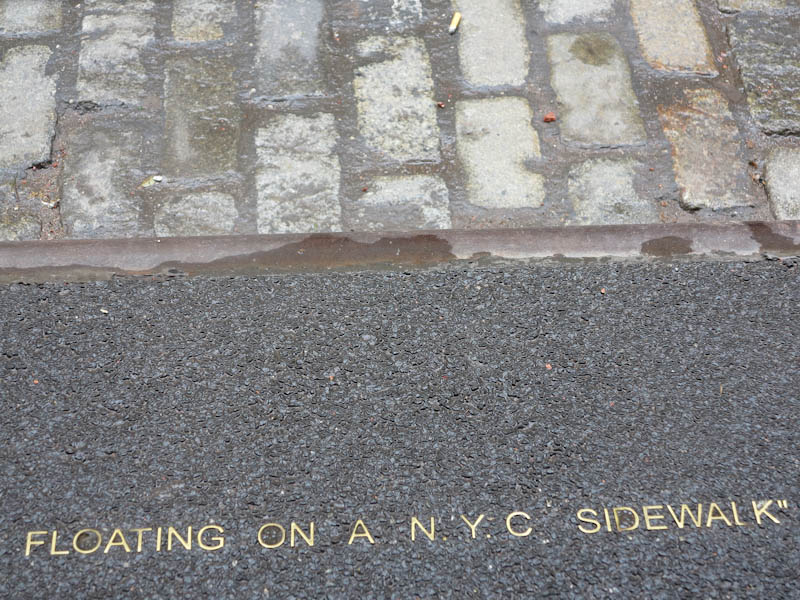 FLOATING ON A N.Y.C SIDEWALK"